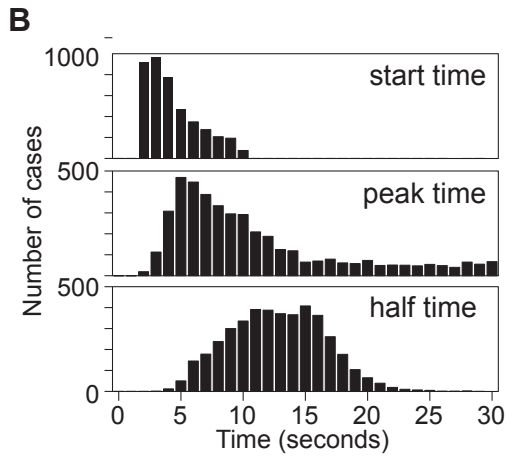 B
1000
start time
500
peak time
500
half time
0
0 5 10 15 20 25 30
Time (seconds)
Number of cases